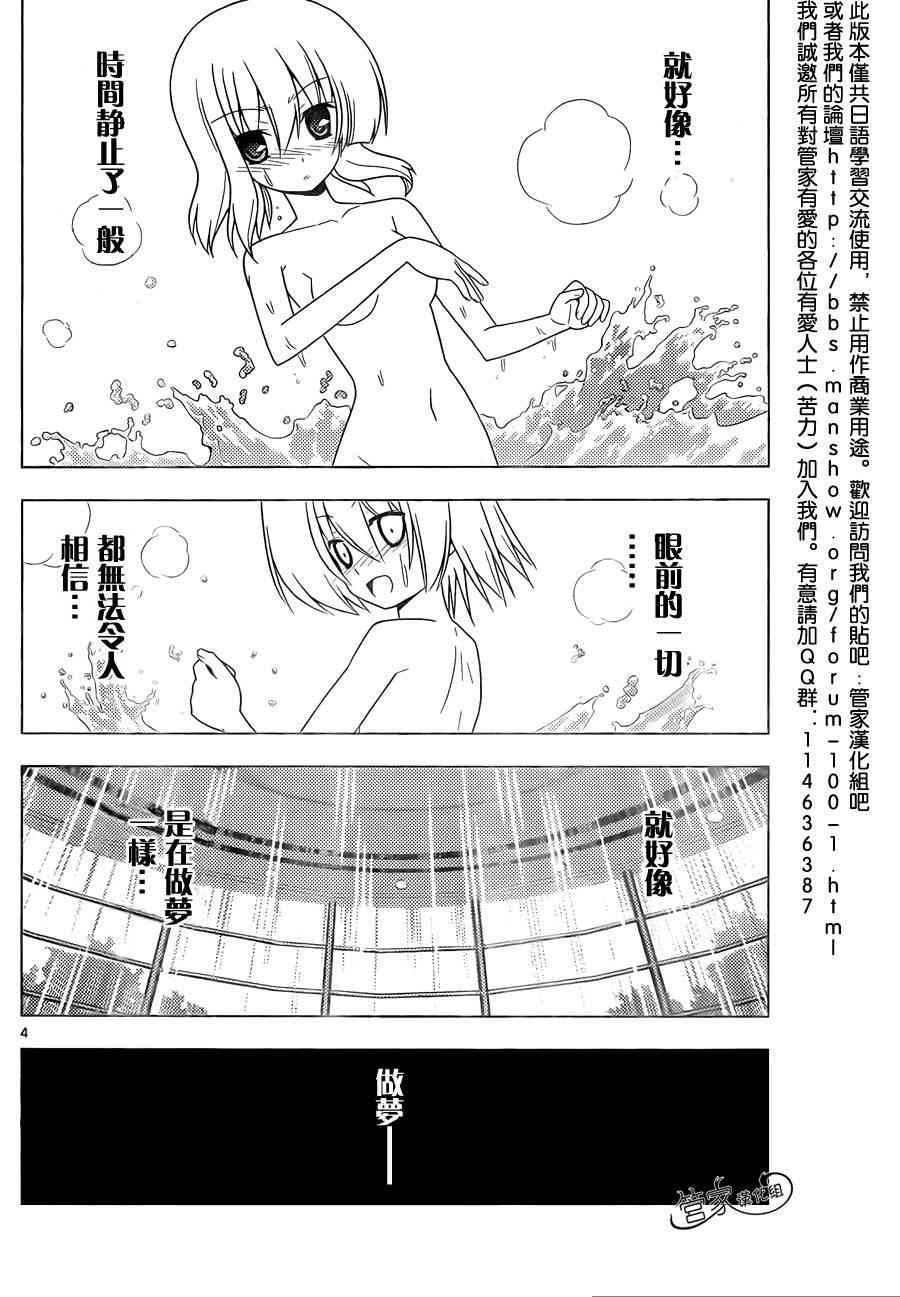 此版本僅共日語學習交流使用，禁止用作商業用途。歡迎訪問我們的貼吧：管家漢化組吧
或者我們的論壇http://bbs.manshow.org/forum-100-1.html
我們誠邀所有對管家有愛的各位有愛人士（苦力）加入我們。有意請加QQ群：114636387
就好像…
時間靜止了一般
眼前的一切
……
都無法令人
相信…
就好像
是在做夢
一樣…
4
做夢—
管家漢化組